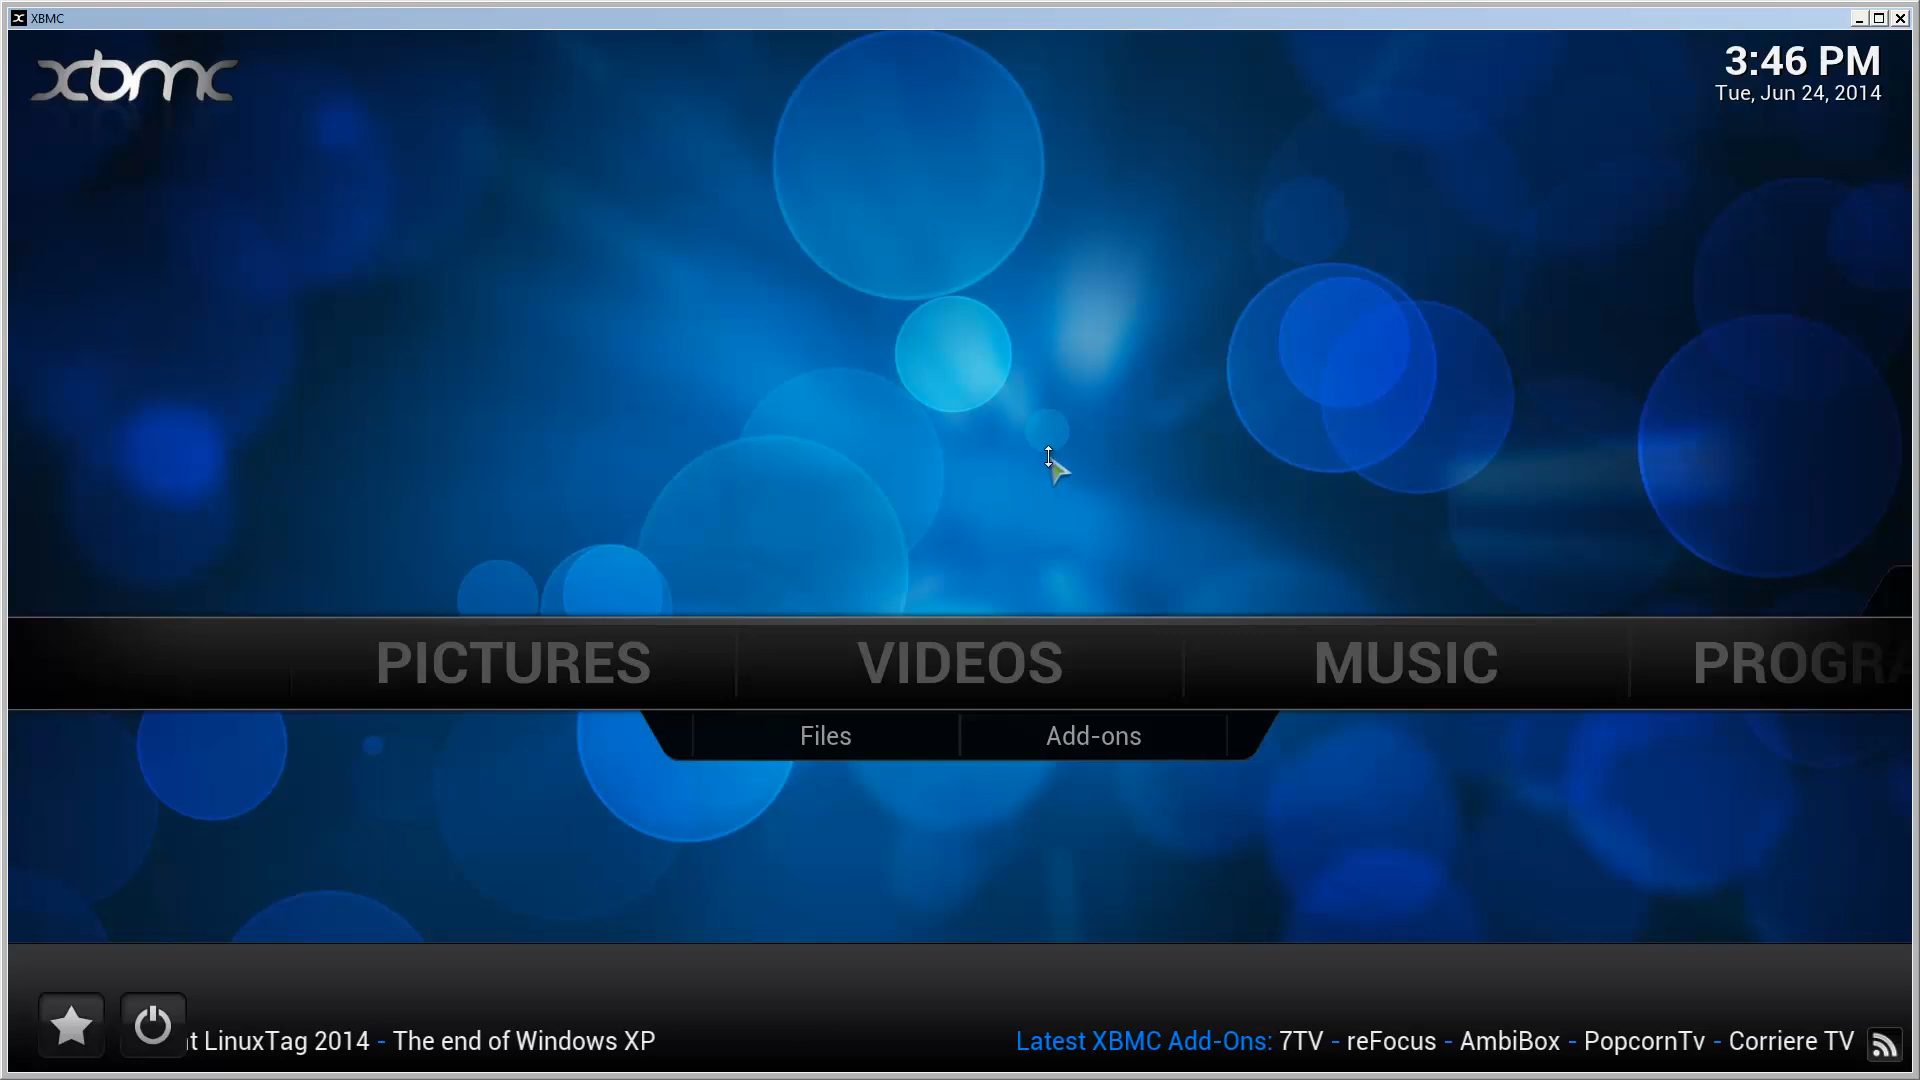 XBMC
xbmc
3:46 PM
Tue, Jun 24, 2014
PICTURES VIDEOS MUSIC PROGRA
Files Add-ons
t LinuxTag 2014 - The end of Windows XP
Latest XBMC Add-Ons: 7TV - reFocus - AmbiBox - PopcornTv - Corriere TV